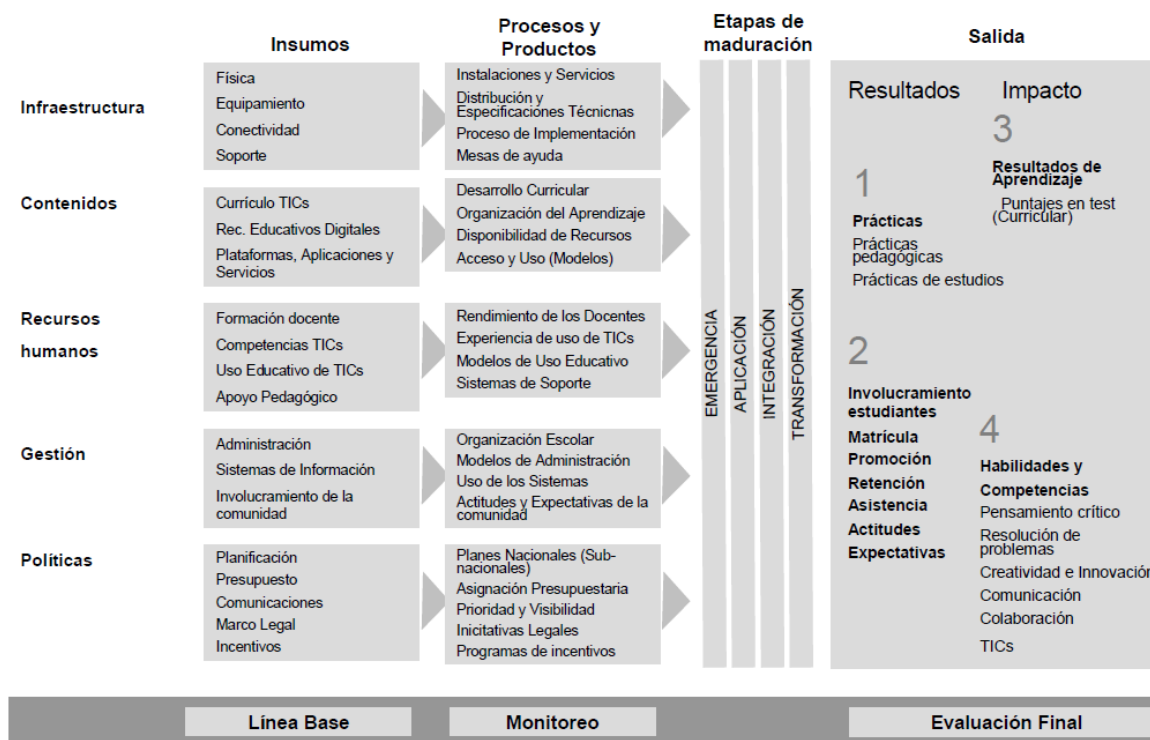 Insumos
Procesos y
Productos
Etapas de
maduración
Salida
Infraestructura
Física
Equipamiento
Conectividad
Soporte
Instalaciones y Servicios
Distribución y
Especificaciones Técnicnas
Proceso de Implementación
Mesas de ayuda
Contenidos
Currículo TICs
Rec. Educativos Digitales
Plataformas, Aplicaciones y
Servicios
Desarrollo Curricular
Organización del Aprendizaje
Disponibilidad de Recursos
Acceso y Uso (Modelos)
Recursos
humanos
Formación docente
Competencias TICs
Uso Educativo de TICs
Apoyo Pedagógico
Rendimiento de los Docentes
Experiencia de uso de TICs
Modelos de Uso Educativo
Sistemas de Soporte
Gestión
Administración
Sistemas de Información
Involucramiento de la
comunidad
Organización Escolar
Modelos de Administración
Uso de los Sistemas
Actitudes y Expectativas de la
comunidad
Políticas
Planificación
Presupuesto
Comunicaciones
Marco Legal
Incentivos
Planes Nacionales (Sub-
nacionales)
Asignación Presupuestaria
Prioridad y Visibilidad
Inicitativas Legales
Programas de incentivos
EMERGENCIA
APLICACIÓN
INTEGRACIÓN
TRANSFORMACIÓN
Resultados
Impacto
1
Prácticas
Prácticas
pedagógicas
Prácticas de estudios
2
Involucramiento
estudiantes
Matrícula
Promoción
Retención
Asistencia
Actitudes
Expectativas
3
Resultados de
Aprendizaje
Puntajes en test
(Curricular)
4
Habilidades y
Competencias
Pensamiento crítico
Resolución de
problemas
Creatividad e Innovación
Comunicación
Colaboración
TICs
Línea Base
Monitoreo
Evaluación Final